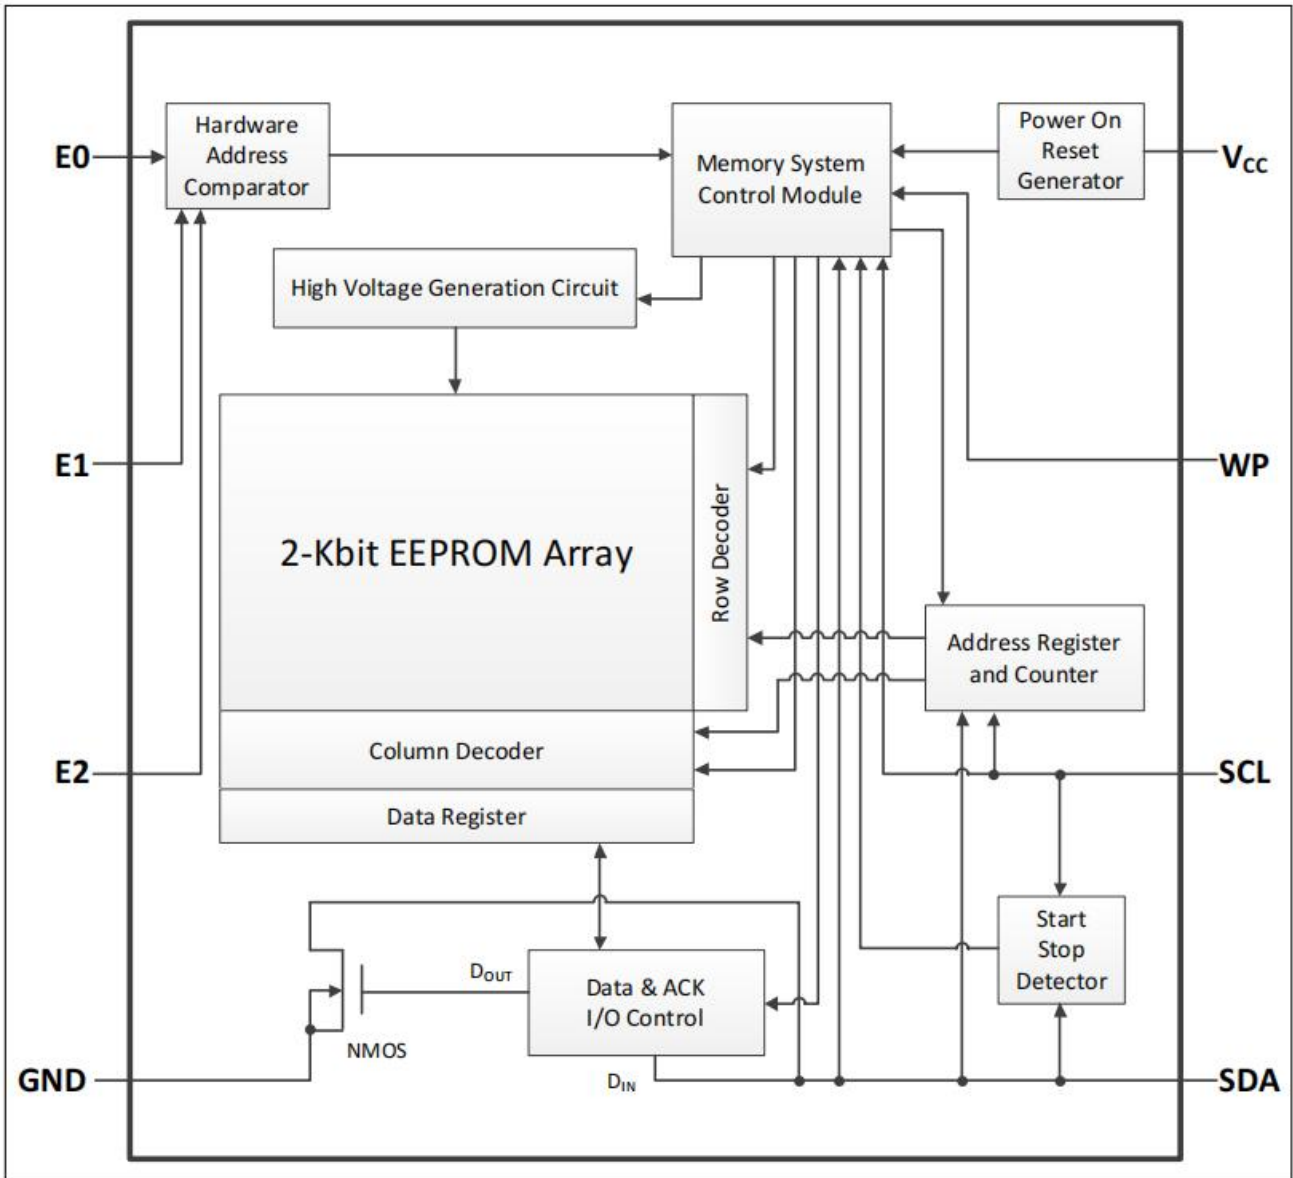 Hardware
Address
Comparator
Memory System
Control Module
Power On
Reset
Generator
E0
VCC
High Voltage Generation Circuit
E1
WP
2-Kbit EEPROM Array
Row Decoder
Address Register
and Counter
Column Decoder
E2
SCL
Data Register
Start
Stop
Detector
DOUT
Data & ACK
I/O Control
NMOS
GND
DIN
SDA